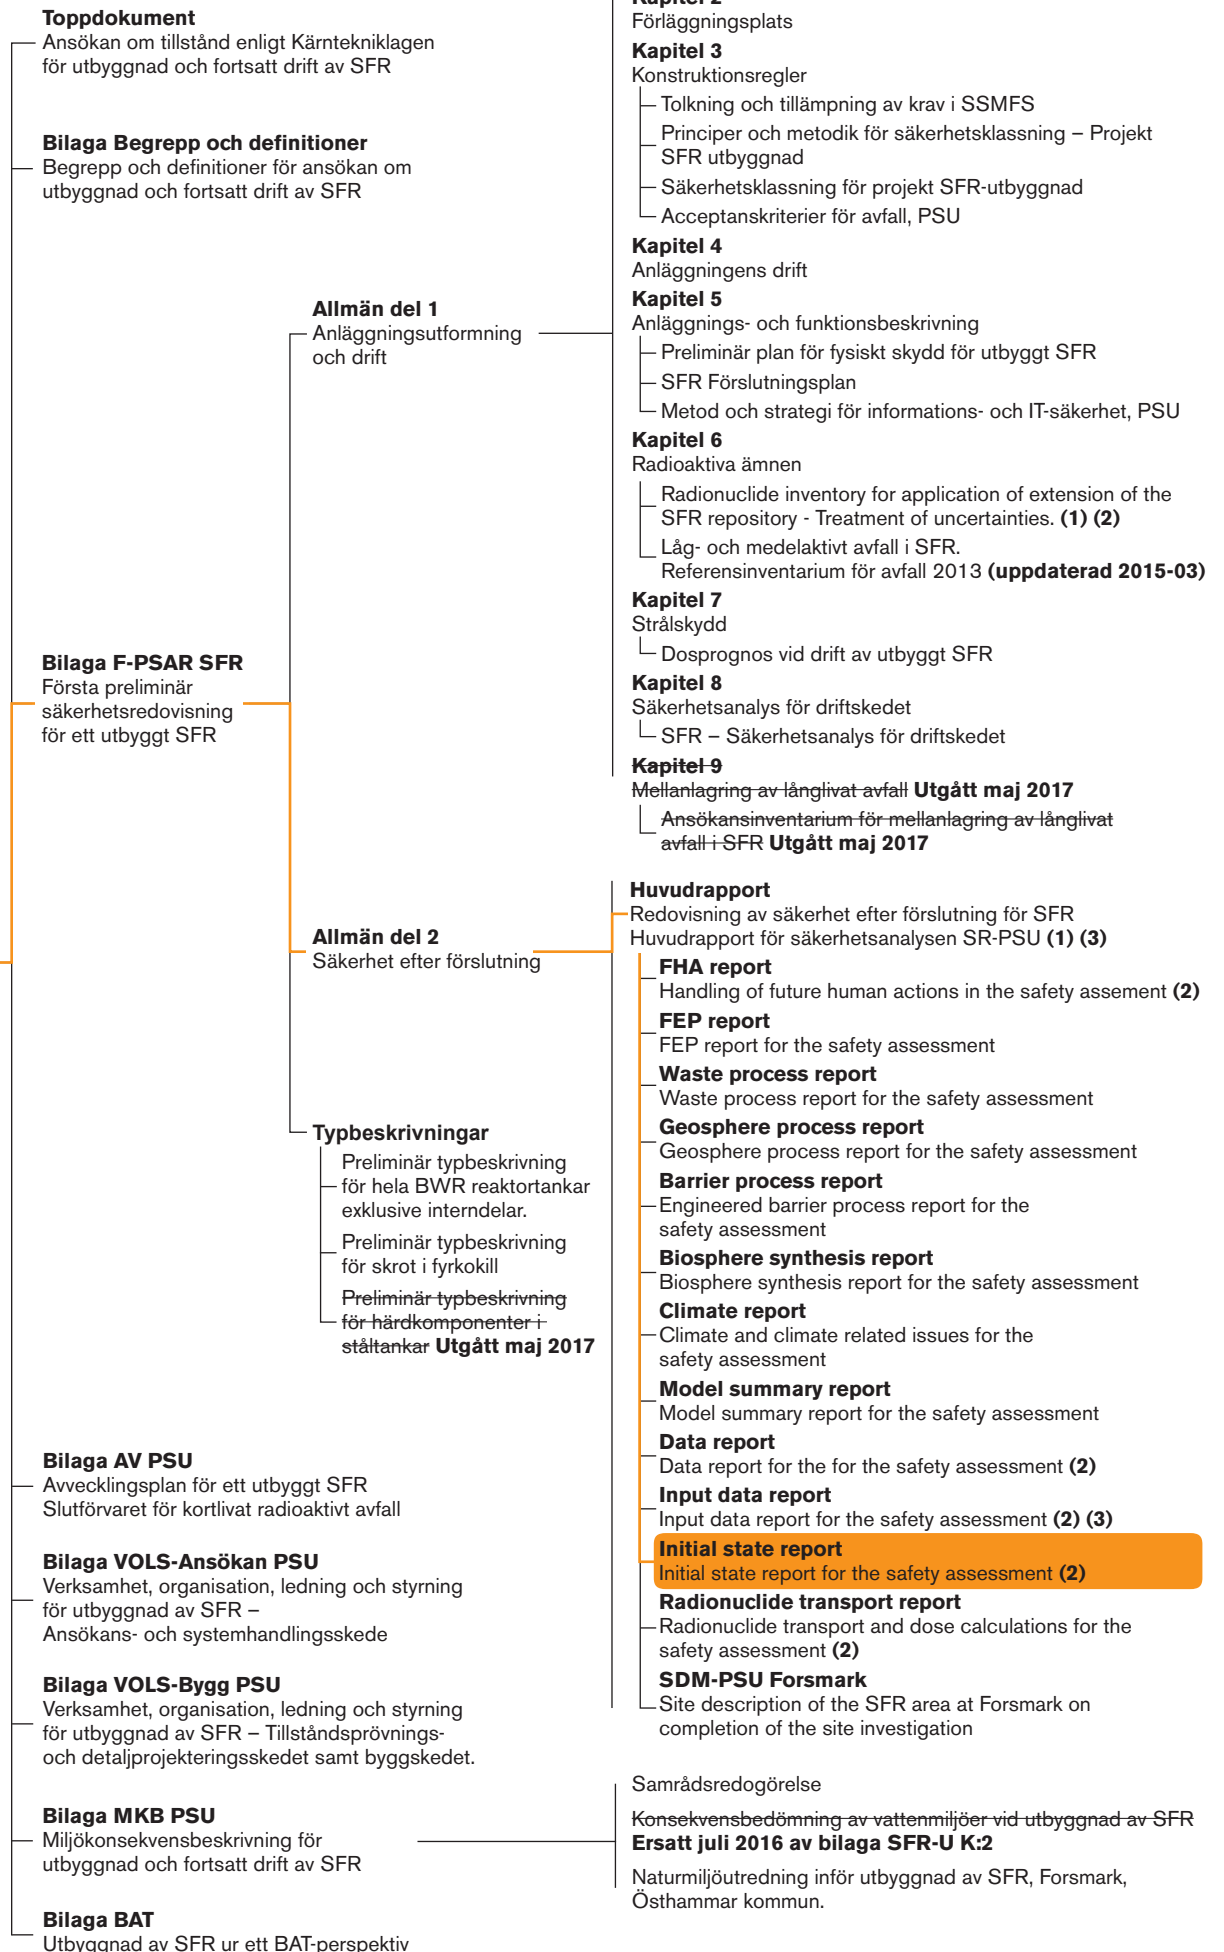 Toppdokument
Ansökan om tillstånd enligt Kärntekniklagen
för utbyggnad och fortsatt drift av SFR
Bilaga Begrepp och definitioner
Begrepp och definitioner för ansökan om
utbyggnad och fortsatt drift av SFR
Bilaga F-PSAR SFR
Första preliminär
säkerhetsredovisning
för ett utbyggt SFR
Allmän del 1
Anläggningsutformning
och drift
Kapitel 2
Förläggningsplats
Kapitel 3
Konstruktionsregler
Tolkning och tillämpning av krav i SSMFS
Principer och metodik för säkerhetsklassning – Projekt
SFR utbyggnad
Säkerhetsklassning för projekt SFR-utbyggnad
Acceptanskriterier för avfall, PSU
Kapitel 4
Anläggningens drift
Kapitel 5
Anläggnings- och funktionsbeskrivning
Preliminär plan för fysiskt skydd för utbyggt SFR
SFR Förslutningsplan
Metod och strategi för informations- och IT-säkerhet, PSU
Kapitel 6
Radioaktiva ämnen
Radionuclide inventory for application of extension of the
SFR repository - Treatment of uncertainties. (1) (2)
Låg- och medelaktivt avfall i SFR.
Referensinventarium för avfall 2013 (uppdaterad 2015-03)
Kapitel 7
Strålskydd
Dosprognos vid drift av utbyggt SFR
Kapitel 8
Säkerhetsanalys för driftskedet
SFR – Säkerhetsanalys för driftskedet
Kapitel 9
Mellanlagring av långlivat avfall Utgått maj 2017
Ansökansinventarium för mellanlagring av långlivat
avfall i SFR Utgått maj 2017
Allmän del 2
Säkerhet efter förslutning
Huvudrapport
Redovisning av säkerhet efter förslutning för SFR
Huvudrapport för säkerhetsanalysen SR-PSU (1) (3)
FHA report
Handling of future human actions in the safety assement (2)
FEP report
FEP report for the safety assessment
Waste process report
Waste process report for the safety assessment
Geosphere process report
Geosphere process report for the safety assessment
Barrier process report
Engineered barrier process report for the
safety assessment
Biosphere synthesis report
Biosphere synthesis report for the safety assessment
Climate report
Climate and climate related issues for the
safety assessment
Model summary report
Model summary report for the safety assessment
Data report
Data report for the for the safety assessment (2)
Input data report
Input data report for the safety assessment (2) (3)
Initial state report
Initial state report for the safety assessment (2)
Radionuclide transport report
Radionuclide transport and dose calculations for the
safety assessment (2)
SDM-PSU Forsmark
Site description of the SFR area at Forsmark on
completion of the site investigation
Typbeskrivningar
Preliminär typbeskrivning
för hela BWR reaktortankar
exklusive interndelar.
Preliminär typbeskrivning
för skrot i fyrkokill
Preliminär typbeskrivning
för härdkomponenter i
ståltankar Utgått maj 2017
Bilaga AV PSU
Avvecklingsplan för ett utbyggt SFR
Slutförvaret för kortlivat radioaktivt avfall
Bilaga VOLS-Ansökan PSU
Verksamhet, organisation, ledning och styrning
för utbyggnad av SFR –
Ansökans- och systemhandlingsskede
Bilaga VOLS-Bygg PSU
Verksamhet, organisation, ledning och styrning
för utbyggnad av SFR – Tillståndsprövnings-
och detaljprojekteringsskedet samt byggskedet.
Bilaga MKB PSU
Miljökonsekvensbeskrivning för
utbyggnad och fortsatt drift av SFR
Samrådsredogörelse
Konsekvensbedömning av vattenmiljöer vid utbyggnad av SFR
Ersatt juli 2016 av bilaga SFR-U K:2
Naturmiljöutredning inför utbyggnad av SFR, Forsmark,
Östhammar kommun.
Bilaga BAT
Utbyggnad av SFR ur ett BAT-perspektiv